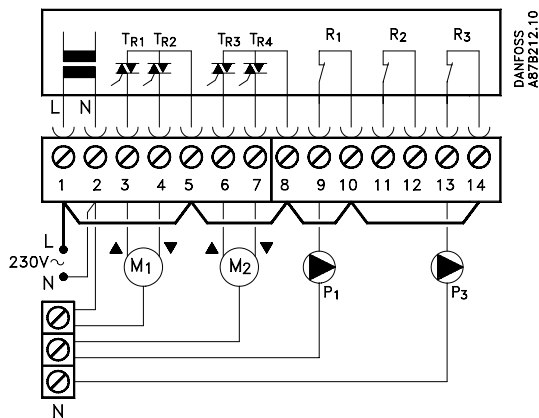 TR1 TR2 TR3 TR4 R1 R2 R3
L N
DANFOSS
A87B212.10
1 2 3 4 5 6 7 8 9 10 11 12 13 14
L
230V~
N
M1 M2
P1 P3
N